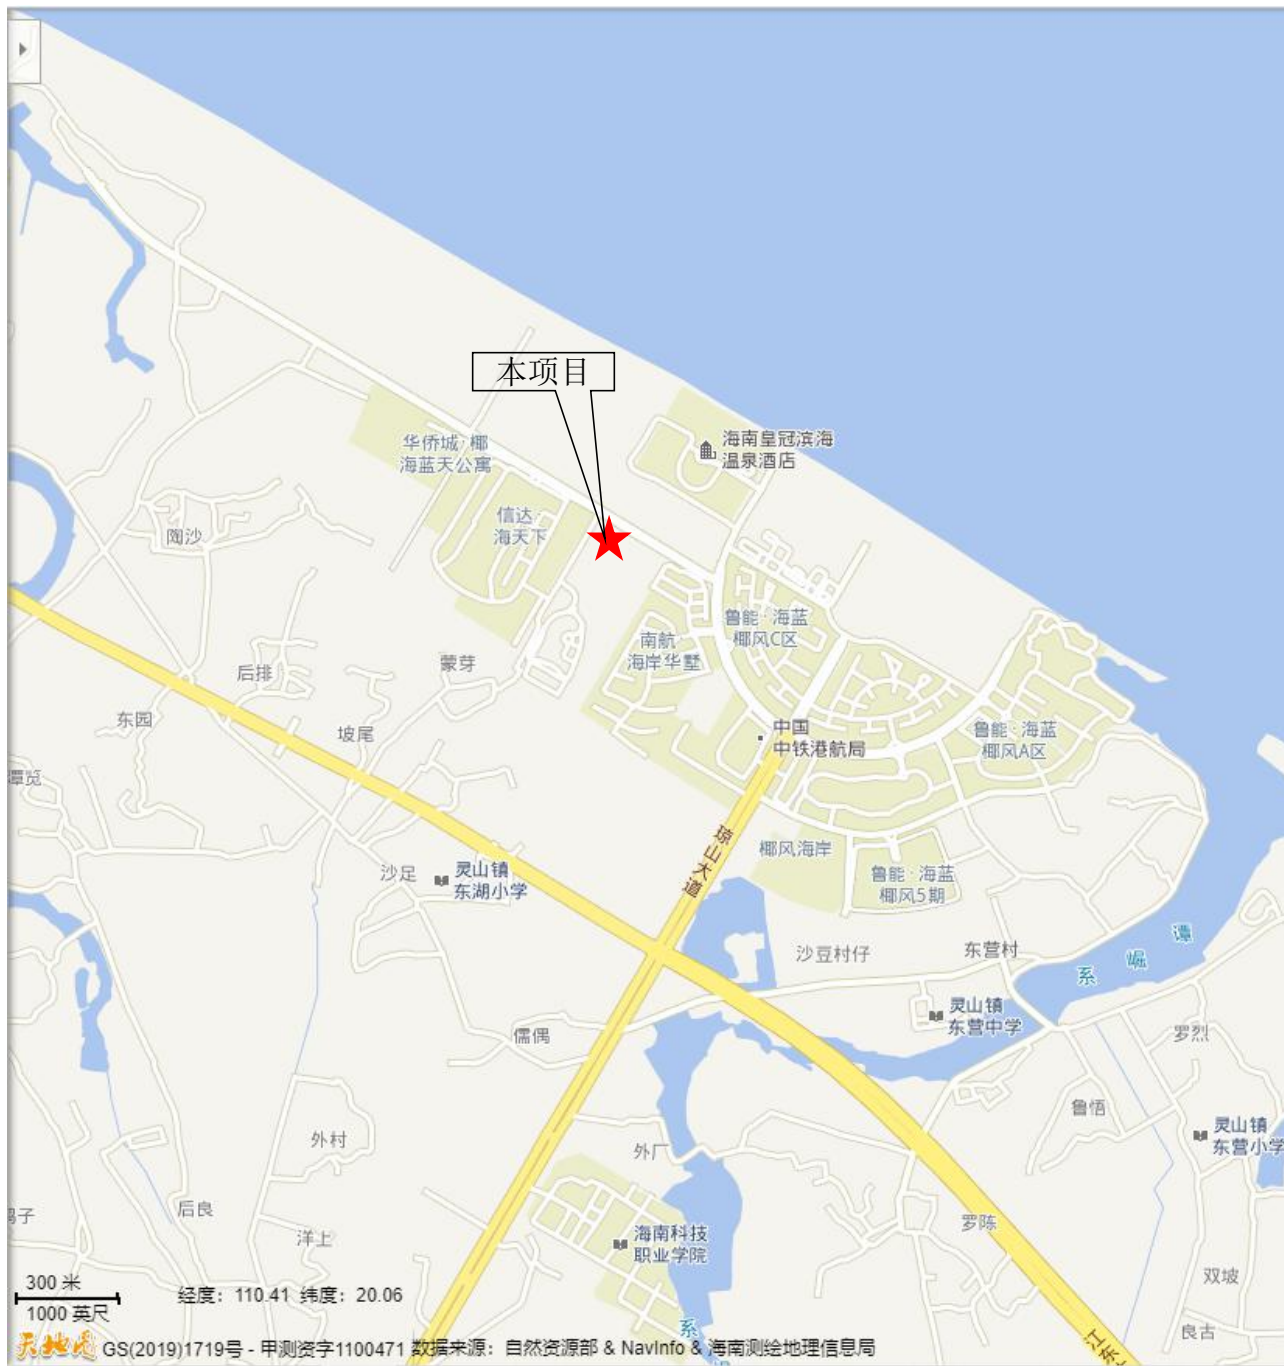 本项目
海南皇冠滨海
温泉酒店
华侨城·椰
海蓝天公寓
信达·
海天下
陶沙
鲁能·海蓝
椰风C区
南航·
海岸华墅
蒙芽
后排
东园
坡尾
中国
中铁港航局
鲁能·海蓝
椰风A区
潭览
琼山大道
椰风海岸
沙足
灵山镇
东湖小学
鲁能·海蓝
椰风5期
潭
崛
系
沙豆村仔
东营村
灵山镇
东营中学
儒偶
罗烈
鲁悟
外村
外厂
灵山镇
东营小学
后良
罗陈
洋上
海南科技
职业学院
双坡
良古
江东
系
300 米
1000 英尺
经度：110.41 纬度：20.06
天地图 GS(2019)1719号 - 甲测资字1100471 数据来源：自然资源部 & NavInfo & 海南测绘地理信息局